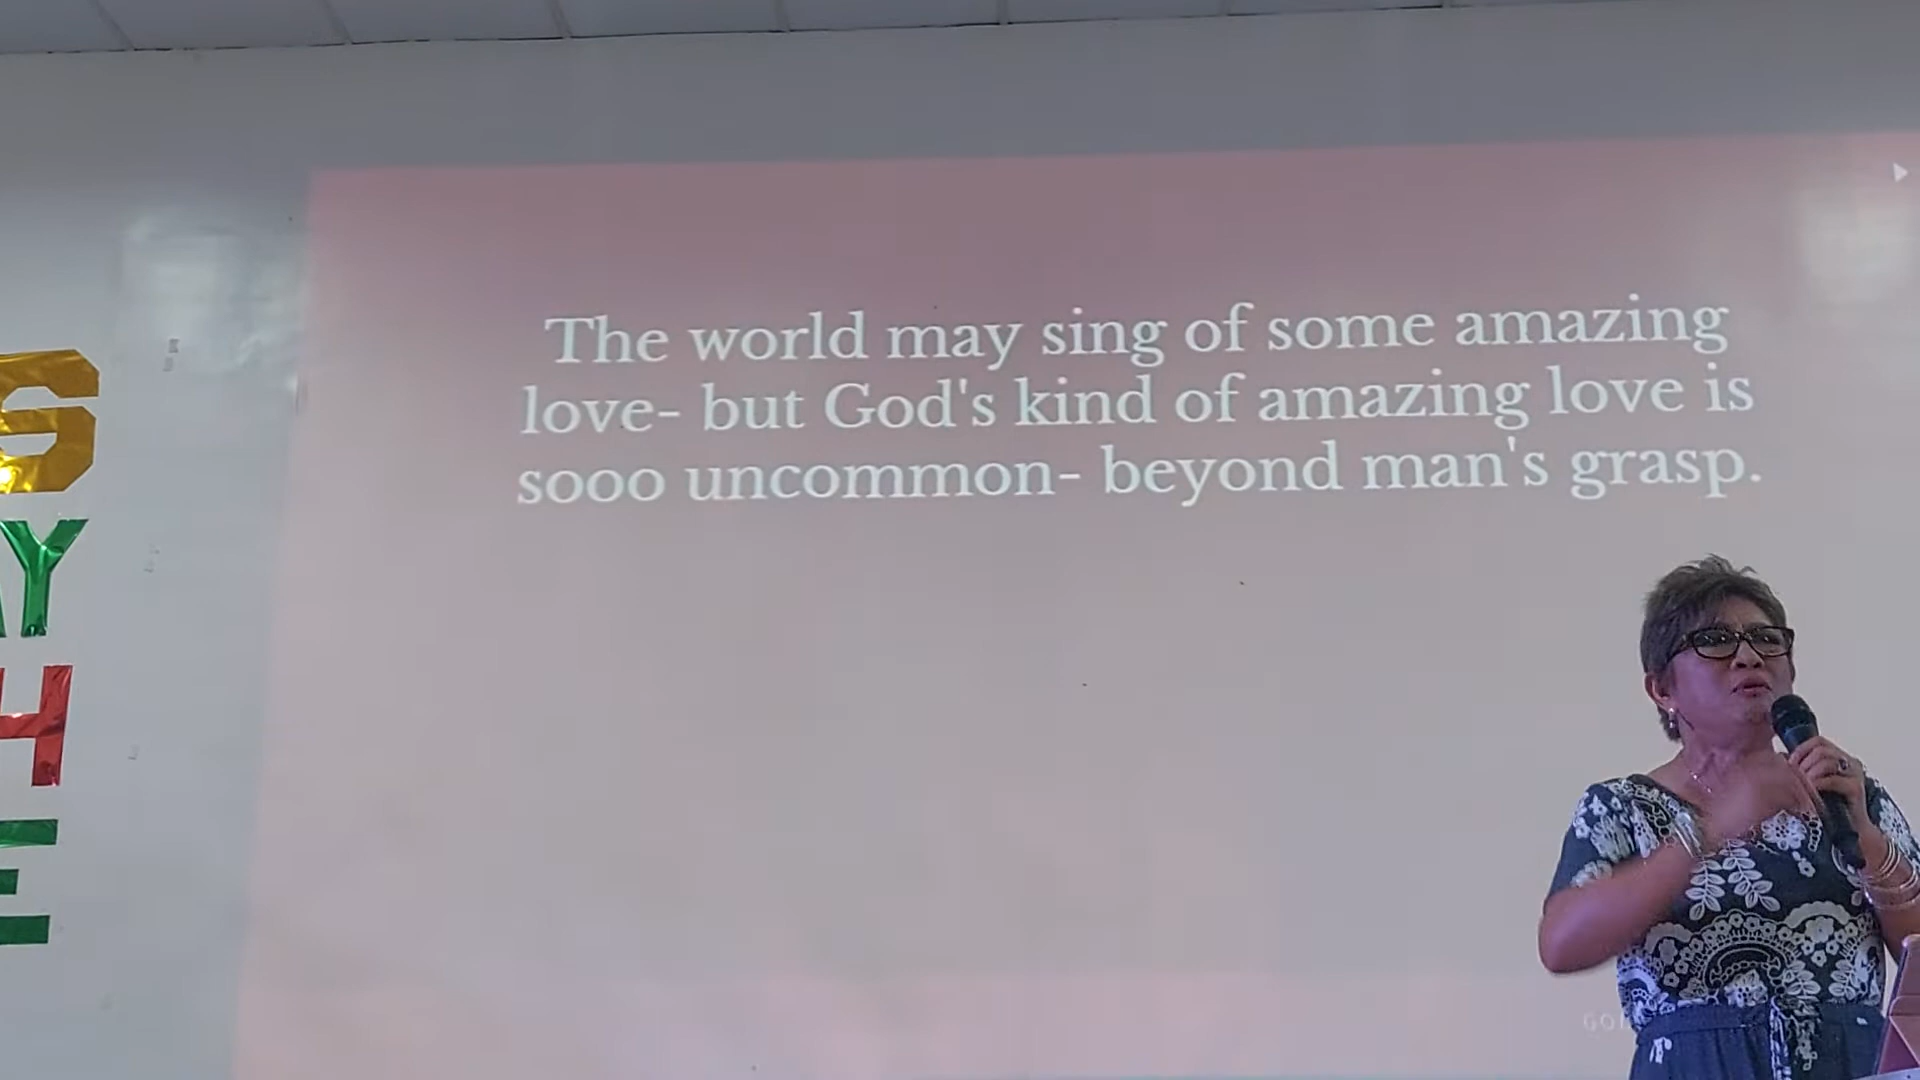 The world may sing of some amazing
love- but God's kind of amazing love is
sooo uncommon- beyond man's grasp.
S
AY
H
E